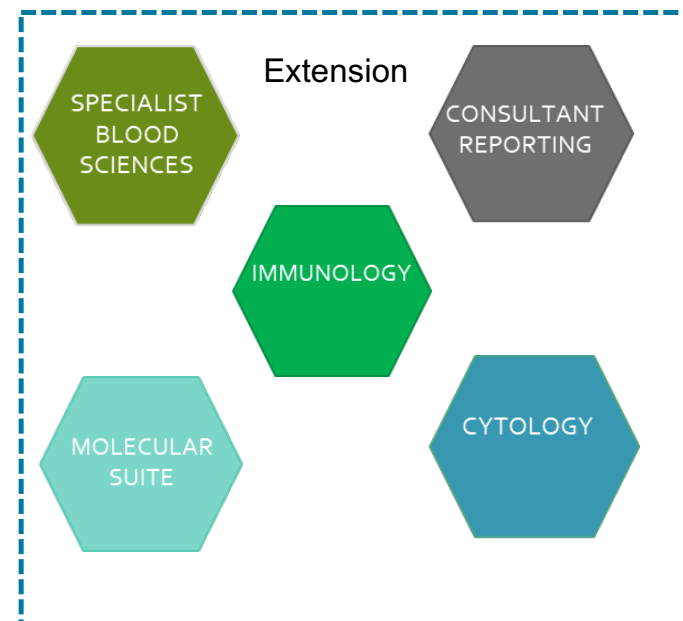 Extension
SPECIALIST
BLOOD
SCIENCES
CONSULTANT
REPORTING
IMMUNOLOGY
MOLECULAR
SUITE
CYTOLOGY